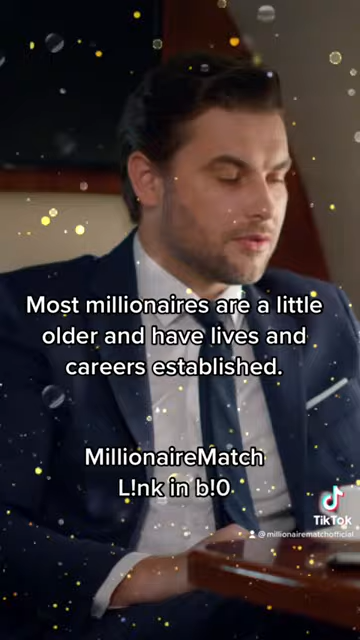 Most millionaires are a little
older and have lives and
careers established.
MillionaireMatch
L!nk in b!0
TikTok
@millionairematchofficial